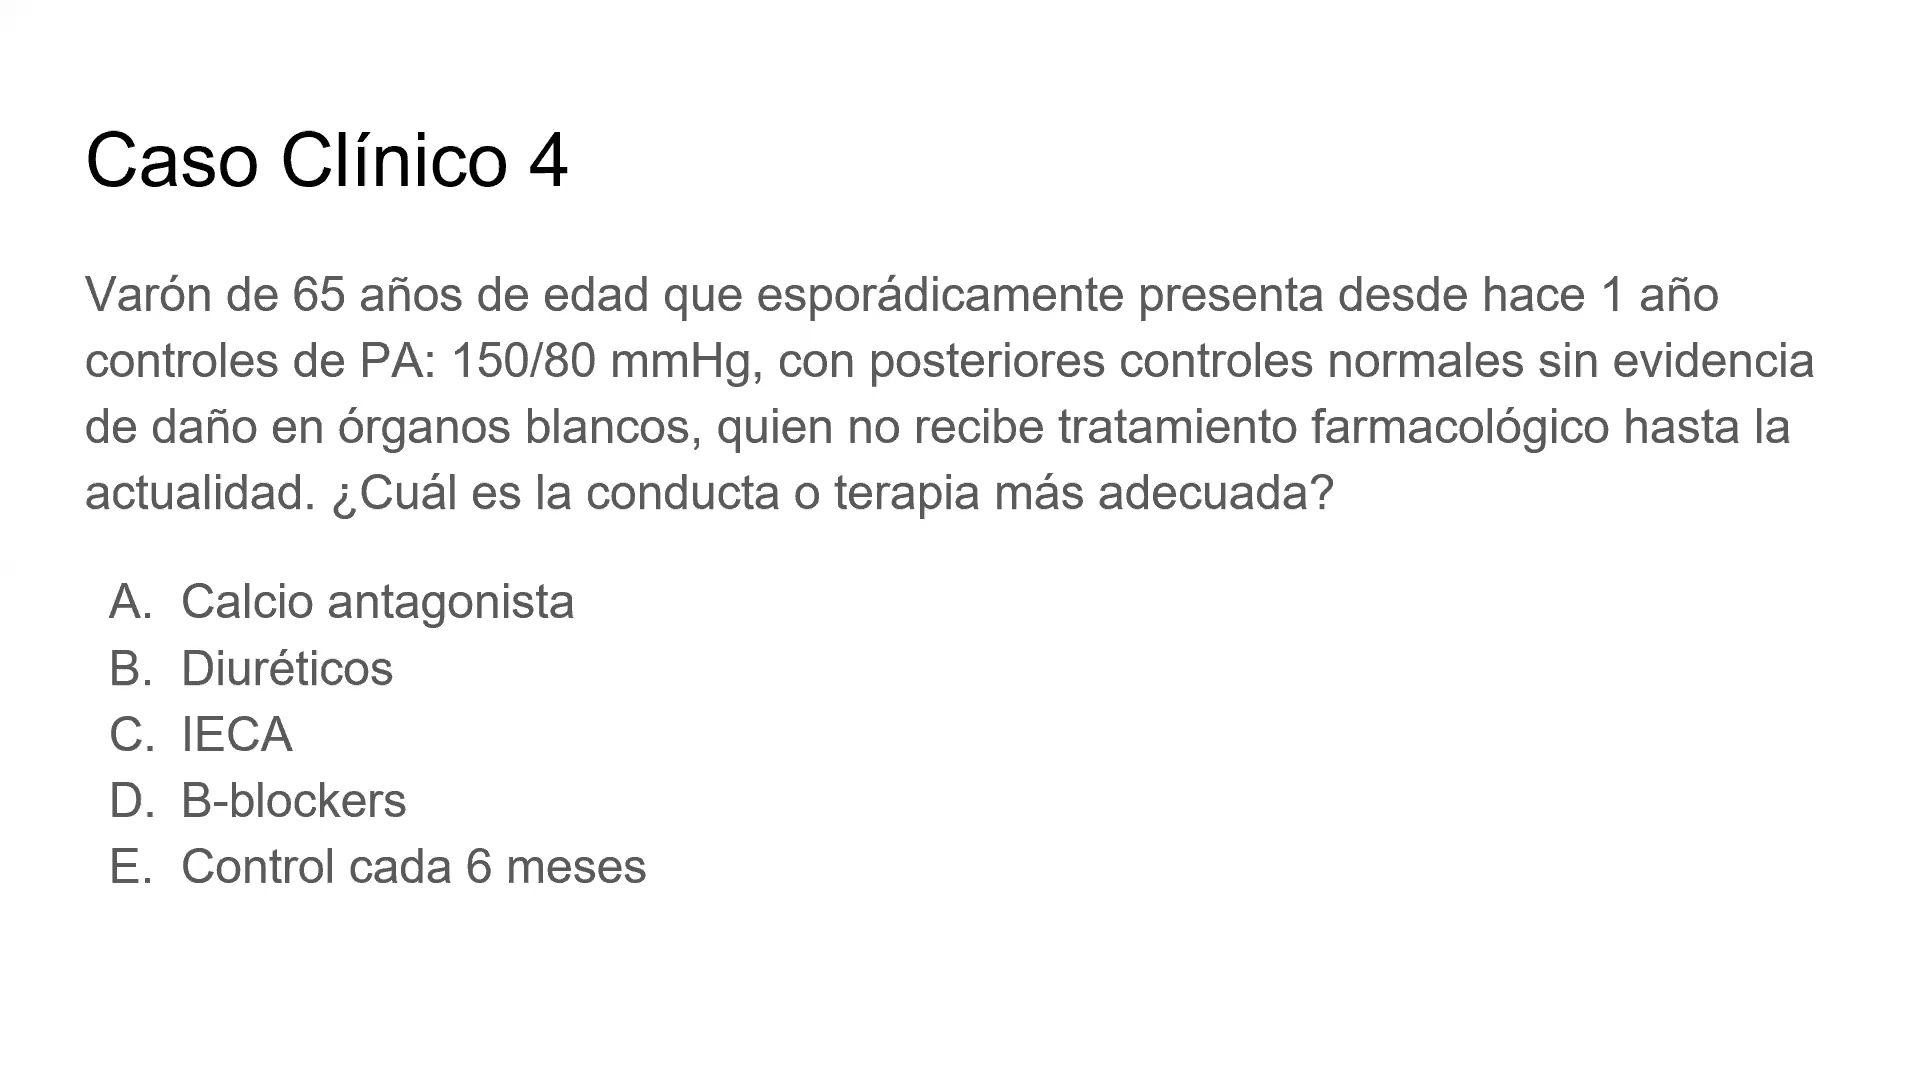 Caso Clínico 4
Varón de 65 años de edad que esporádicamente presenta desde hace 1 año
controles de PA: 150/80 mmHg, con posteriores controles normales sin evidencia
de daño en órganos blancos, quien no recibe tratamiento farmacológico hasta la
actualidad. ¿Cuál es la conducta o terapia más adecuada?
A. Calcio antagonista
B. Diuréticos
C. IECA
D. B-blockers
E. Control cada 6 meses